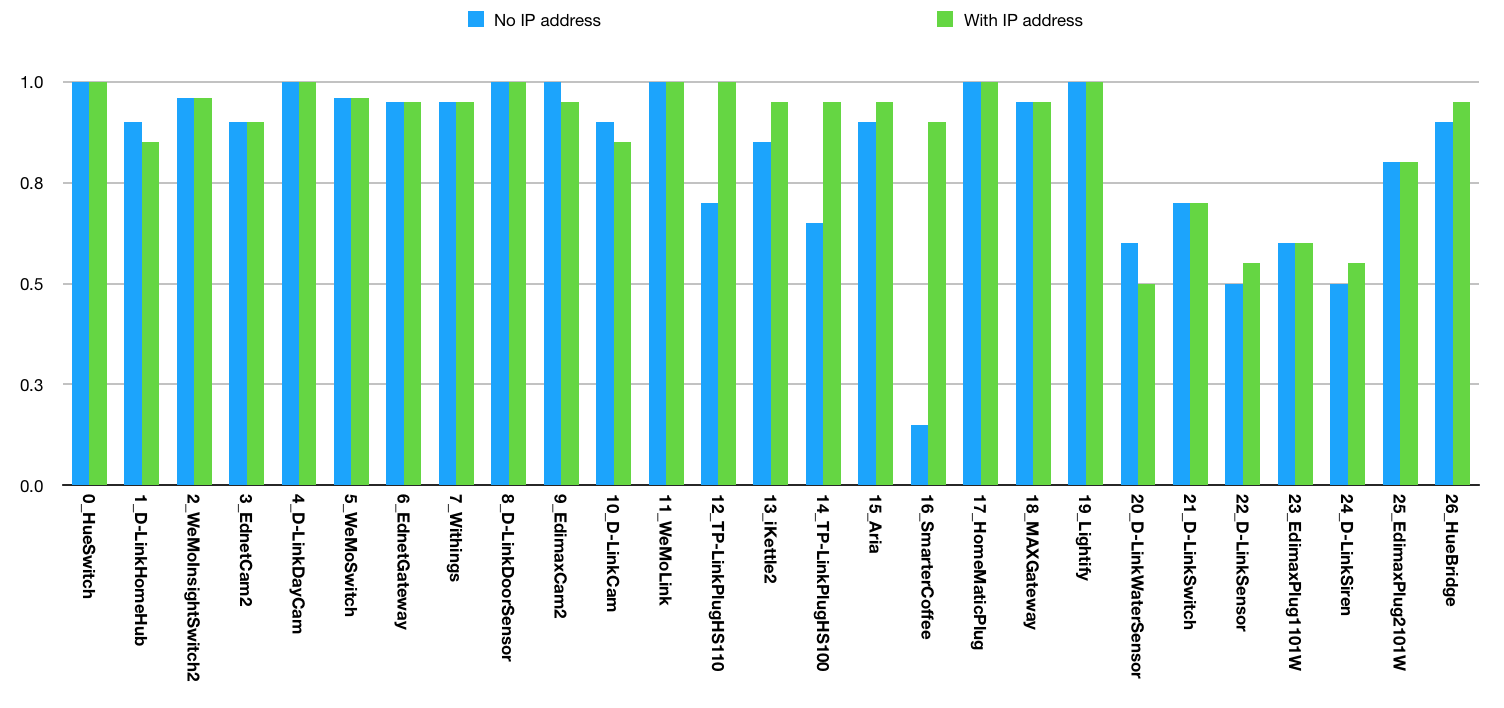 No IP address
With IP address
1.0
0.8
0.5
0.3
0.0
0_HueSwitch
1_D-LinkHomeHub
2_WeMoInsightSwitch2
3_EdnetCam2
4_D-LinkDayCam
5_WeMoSwitch
6_EdnetGateway
7_Withings
8_D-LinkDoorSensor
9_EdimaxCam2
10_D-LinkCam
11_WeMoLink
12_TP-LinkPlugHS110
13_iKettle2
14_TP-LinkPlugHS100
15_Aria
16_SmarterCoffee
17_HomeMaticPlug
18_MAXGateway
19_Lightify
20_D-LinkWaterSensor
21_D-LinkSwitch
22_D-LinkSensor
23_EdimaxPlug1101W
24_D-LinkSiren
25_EdimaxPlug2101W
26_HueBridge